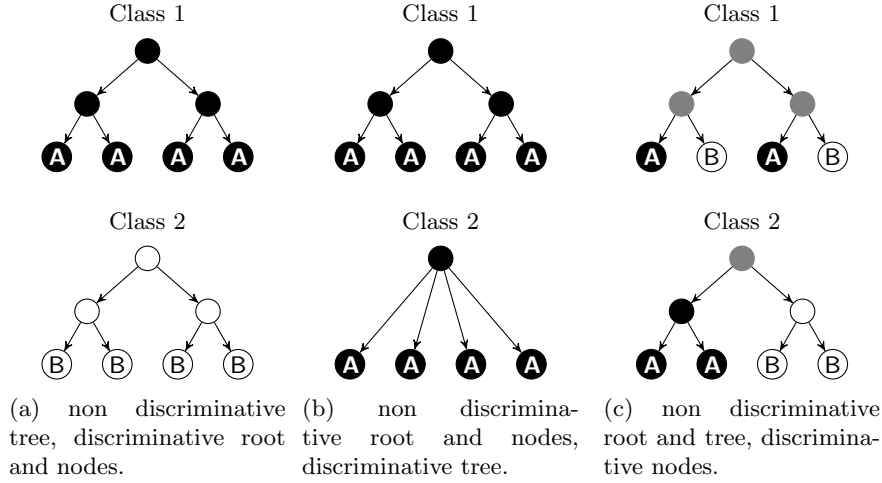 Class 1 Class 1 Class 1
A A A A A A A A A B A B
Class 2 Class 2 Class 2
B B B B A A A A A A B B
(a) non discriminative
tree, discriminative root
and nodes.
(b) non discrimina-
tive root and nodes,
discriminative tree.
(c) non discriminative
root and tree, discrimina-
tive nodes.